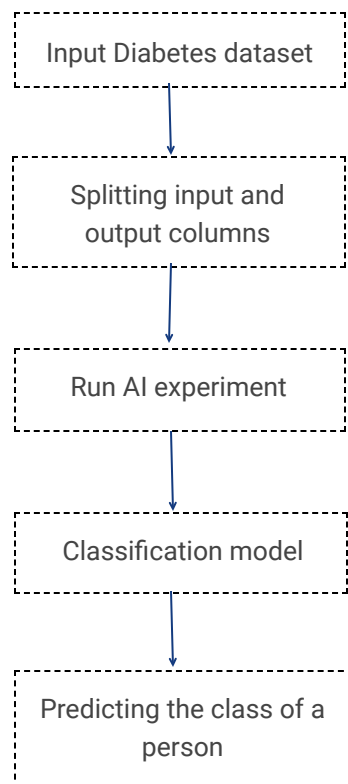 Input Diabetes dataset
Splitting input and
output columns
Run AI experiment
Classification model
Predicting the class of a
person